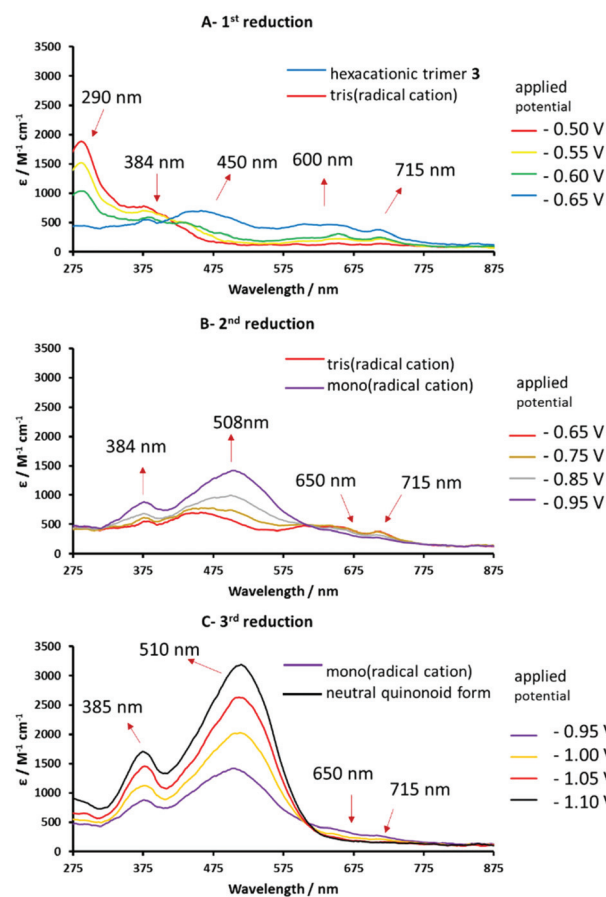 A- 1st reduction
3500
3000
2500
2000
1500
1000
500
0
ε / M-1 cm-1
hexacationic trimer 3
tris(radical cation)
290 nm
384 nm
450 nm
600 nm
715 nm
275 375 475 575 675 775 875
Wavelength / nm
applied
potential
- 0.50 V
- 0.55 V
- 0.60 V
- 0.65 V
B- 2nd reduction
3500
3000
2500
2000
1500
1000
500
0
ε / M-1 cm-1
tris(radical cation)
mono(radical cation)
384 nm
508nm
650 nm
715 nm
275 375 475 575 675 775 875
Wavelength / nm
applied
potential
- 0.65 V
- 0.75 V
- 0.85 V
- 0.95 V
C- 3rd reduction
3500
3000
2500
2000
1500
1000
500
0
ε / M-1 cm-1
mono(radical cation)
neutral quinonoid form
510 nm
385 nm
650 nm
715 nm
275 375 475 575 675 775 875
Wavelength / nm
applied
potential
- 0.95 V
- 1.00 V
- 1.05 V
- 1.10 V